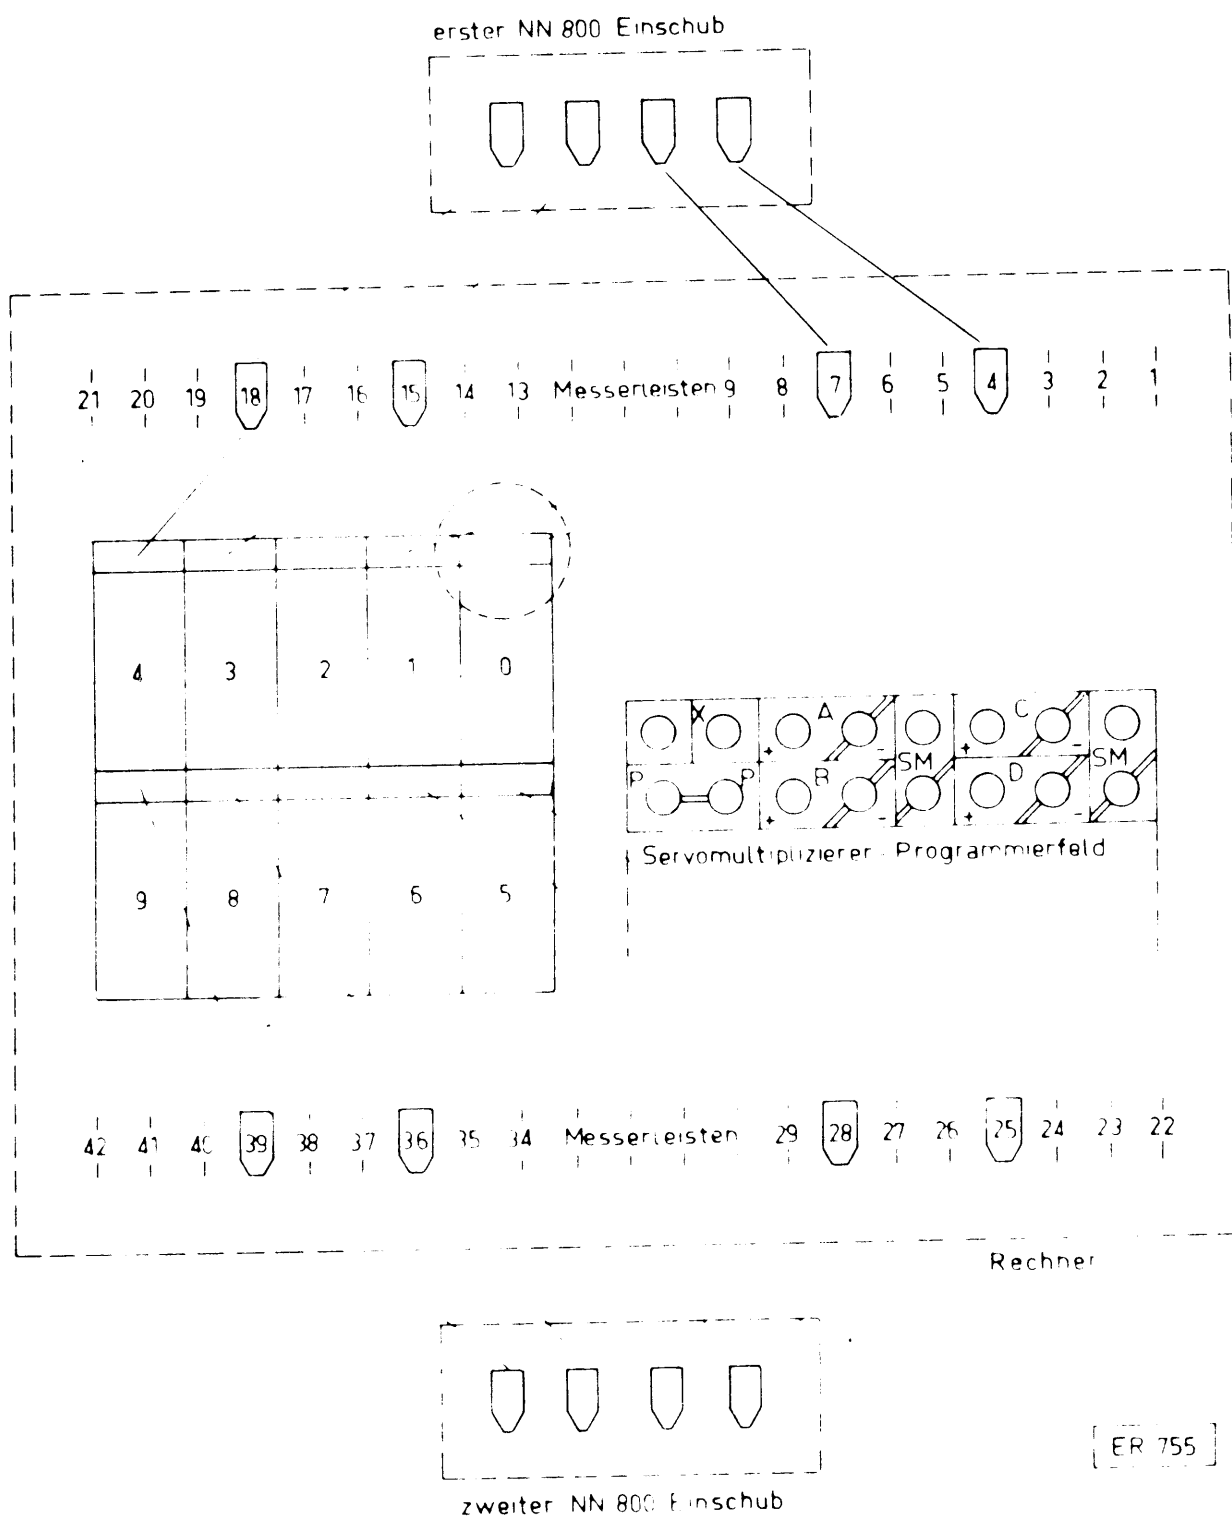 erster NN 800 Einschub
21 20 19 18 17 16 15 14 13 Messerleisten 9 8 7 6 5 4 3 2 1
4 3 2 1 0
X A C
+ - SM + - SM
P P B D
+ - + -
Servomultiplizierer - Programmierfeld
9 8 7 6 5
42 41 40 39 38 37 36 35 34 Messerleisten 29 28 27 26 25 24 23 22
Rechner
ER 755
zweiter NN 800 Einschub